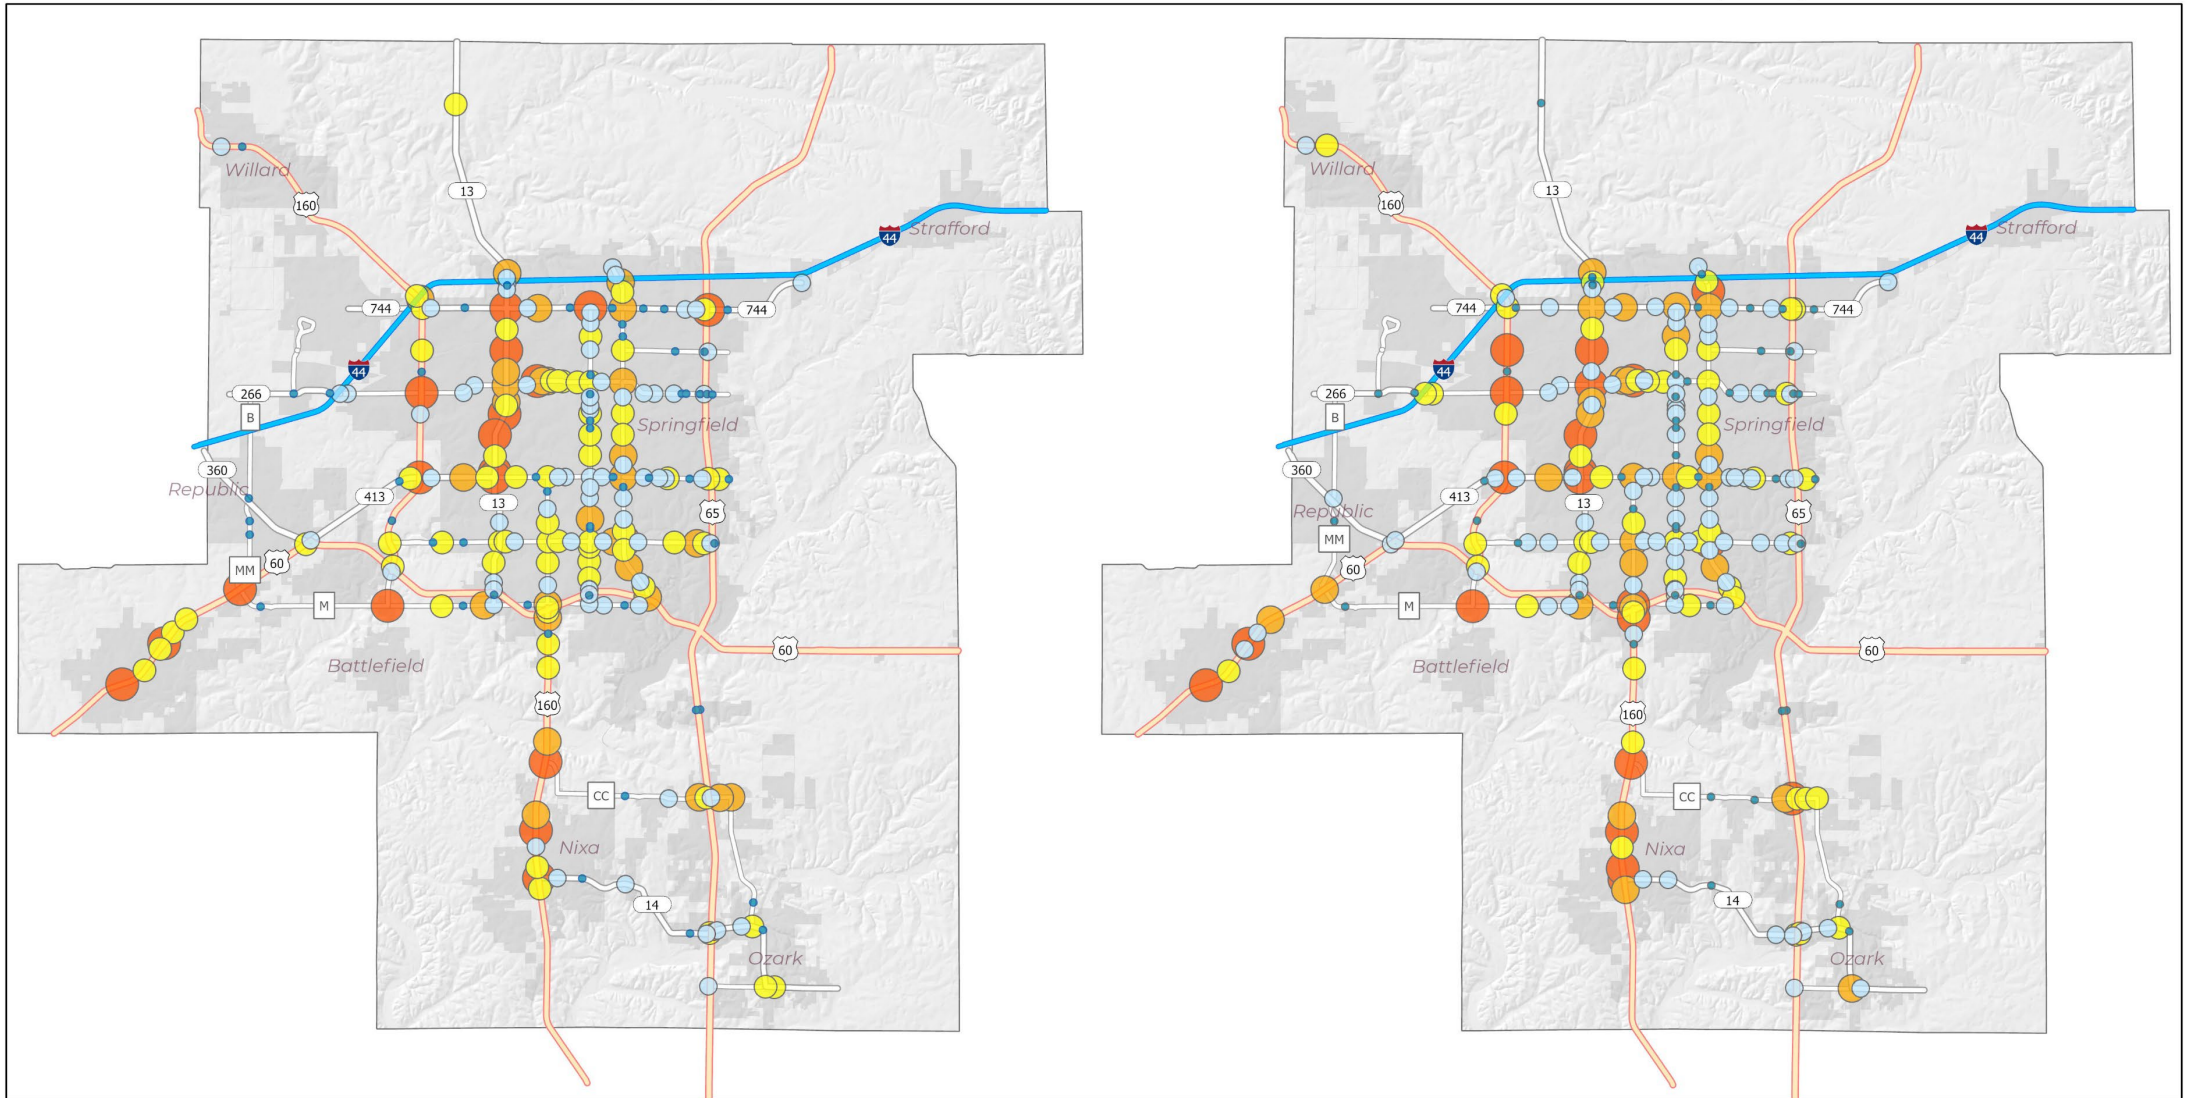 Willard
160
13
44
Strafford
744
744
44
266
B
Springfield
360
Republic
413
13
65
MM
60
M
Battlefield
60
160
CC
Nixa
14
Ozark
Willard
160
13
44
Strafford
744
744
44
266
B
Springfield
360
Republic
413
13
65
MM
60
M
Battlefield
60
160
CC
Nixa
14
Ozark